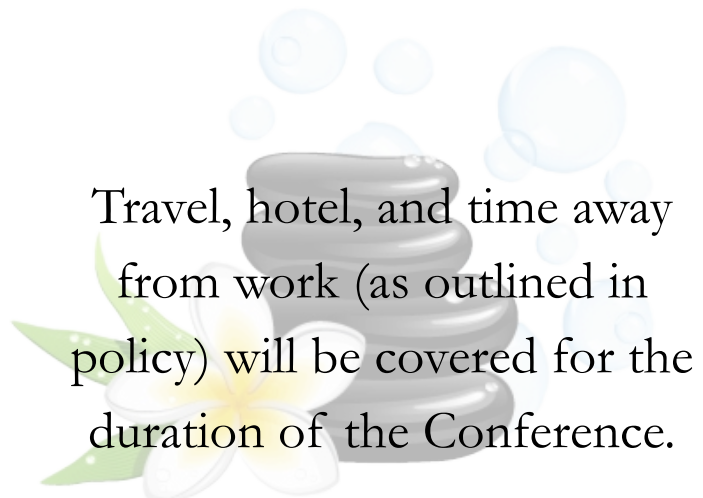 Travel, hotel, and time away
from work (as outlined in
policy) will be covered for the
duration of the Conference.